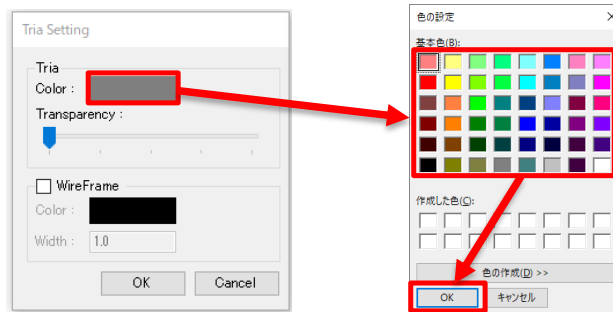 Tria Setting
Tria
Color :
Transparency :
WireFrame
Color :
Width :
1.0
OK
Cancel
色の設定
基本色(B):
作成した色(C):
色の作成(D) >>
OK
キャンセル